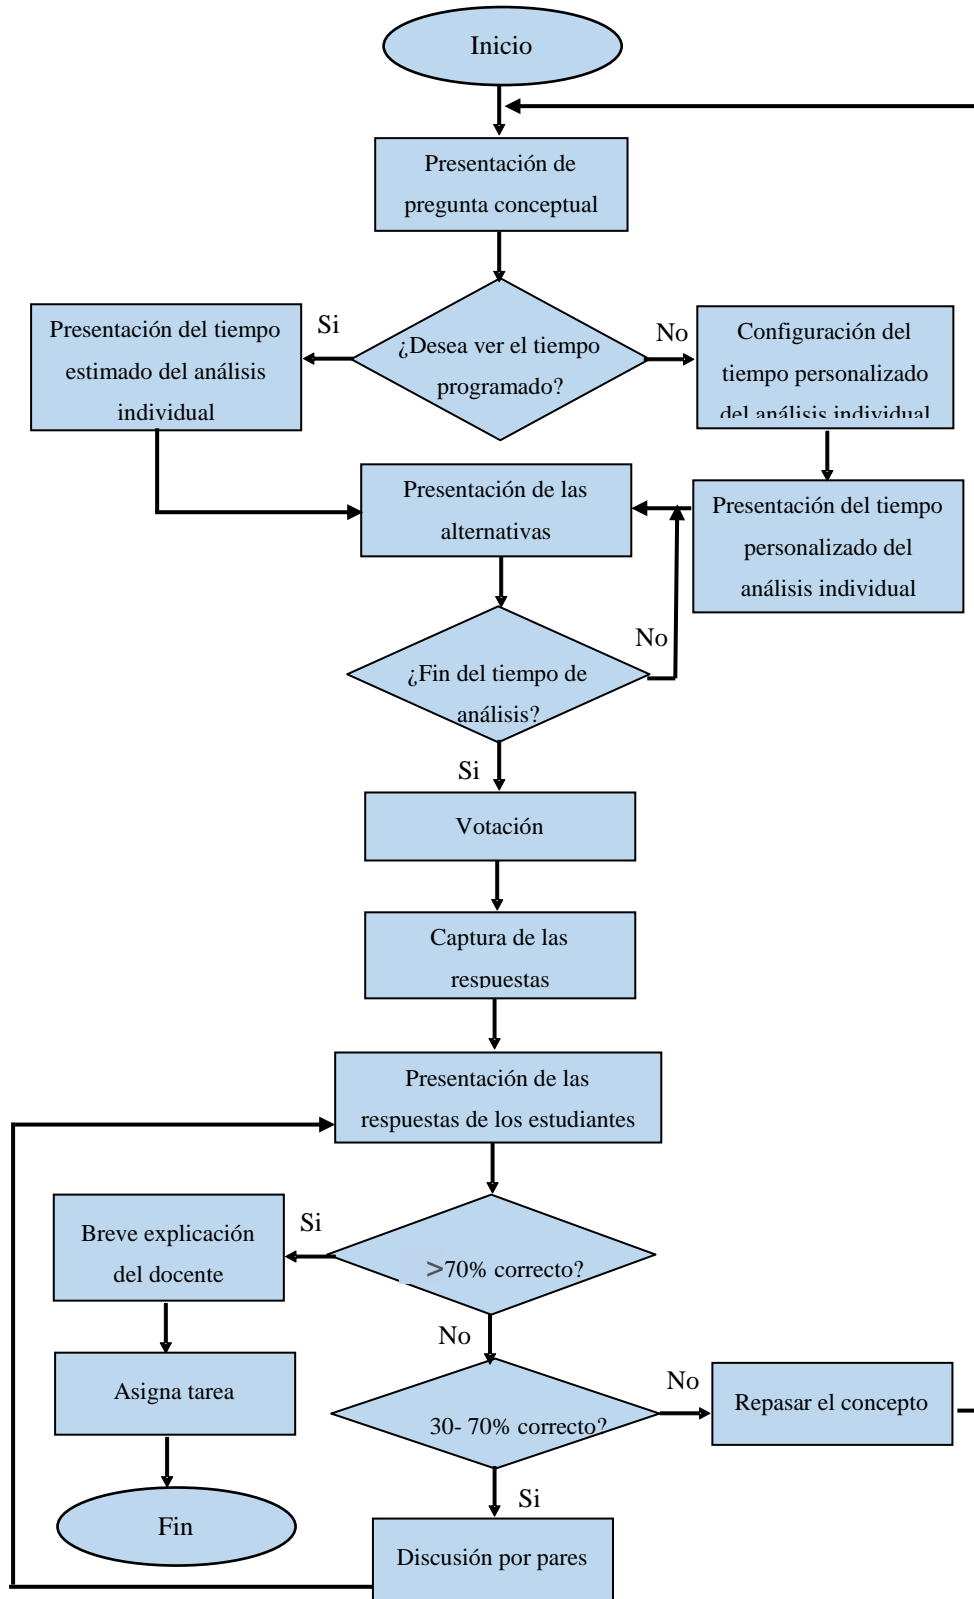 Inicio
Presentación de
pregunta conceptual
Si
Presentación del tiempo
estimado del análisis
individual
¿Desea ver el tiempo
programado?
No
Configuración del
tiempo personalizado
del análisis individual
Presentación de las
alternativas
Presentación del tiempo
personalizado del
análisis individual
¿Fin del tiempo de
análisis?
No
Si
Votación
Captura de las
respuestas
Presentación de las
respuestas de los estudiantes
Si
Breve explicación
del docente
>70% correcto?
No
Asigna tarea
30- 70% correcto?
No
Repasar el concepto
Si
Fin
Discusión por pares